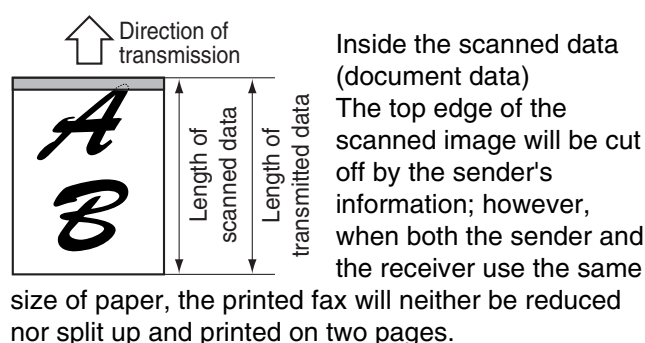 Direction of
transmission
A
B
Length of
scanned data
Length of
transmitted data
Inside the scanned data
(document data)
The top edge of the
scanned image will be cut
off by the sender's
information; however,
when both the sender and
the receiver use the same
size of paper, the printed fax will neither be reduced
nor split up and printed on two pages.